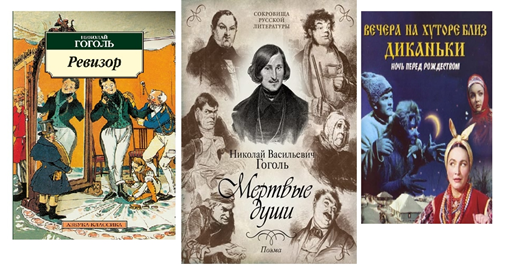 НИКОЛАЙ
ГОГОЛЬ
Ревизор
АЗБУКА-КЛАССИКА
СОКРОВИЩА
РУССКОЙ
ЛИТЕРАТУРЫ
Николай Васильевич
Гоголь
Мертвые
души
Поэма
ВЕЧЕРА НА ХУТОРЕ БЛИЗ
ДИКАНЬКИ
НОЧЬ ПЕРЕД РОЖДЕСТВОМ